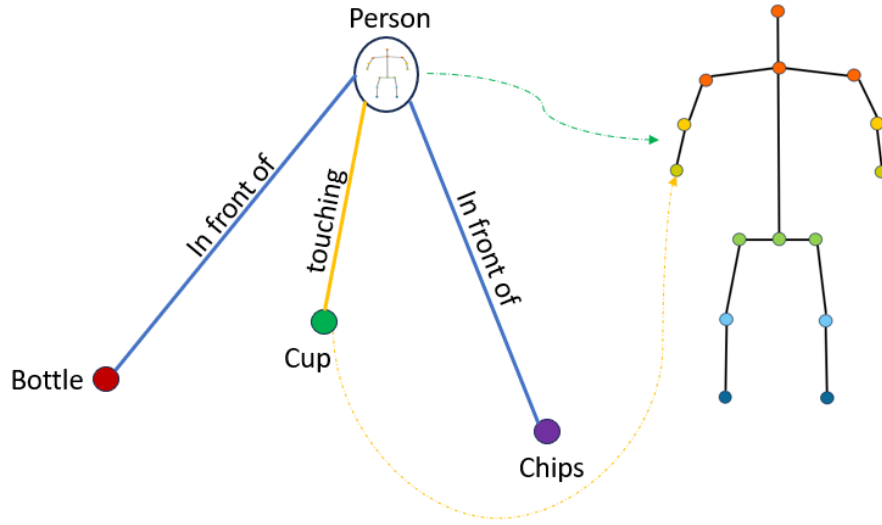 Person
In front of
touching
In front of
Cup
Bottle
Chips